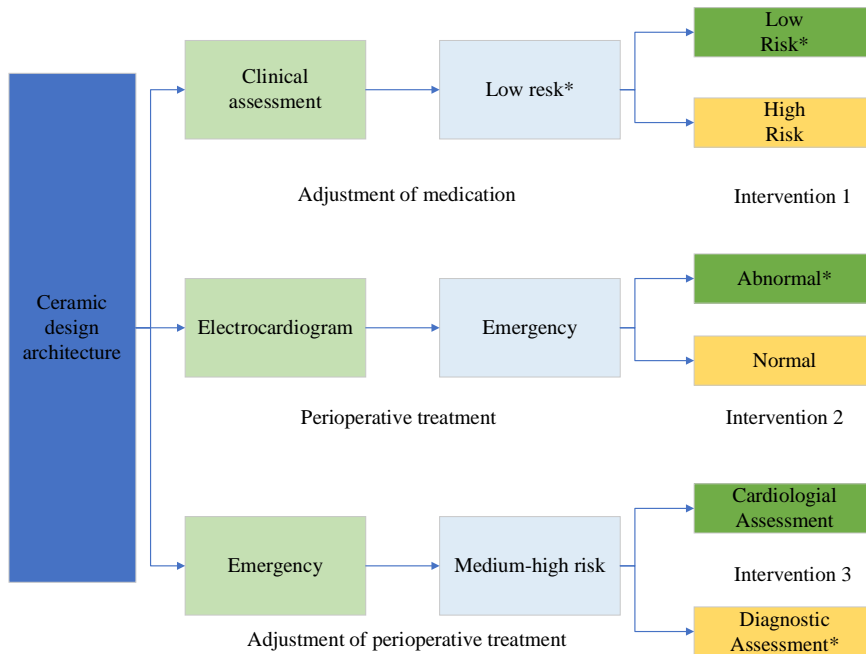 Ceramic
design
architecture
Clinical
assessment
Low resk*
Low
Risk*
High
Risk
Adjustment of medication
Intervention 1
Electrocardiogram
Emergency
Abnormal*
Normal
Perioperative treatment
Intervention 2
Emergency
Medium-high risk
Cardiologial
Assessment
Intervention 3
Diagnostic
Assessment*
Adjustment of perioperative treatment